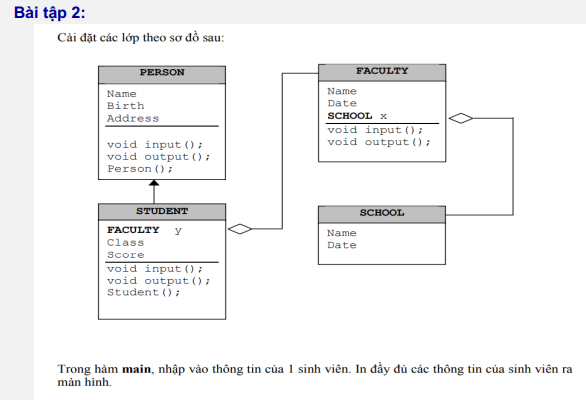 Bài tập 2:
Cài đặt các lớp theo sơ đồ sau:
PERSON
Name
Birth
Address
void input();
void output();
Person();
STUDENT
FACULTY y
Class
Score
void input();
void output();
Student();
FACULTY
Name
Date
SCHOOL x
void input();
void output();
SCHOOL
Name
Date
Trong hàm main, nhập vào thông tin của 1 sinh viên. In đầy đủ các thông tin của sinh viên ra
màn hình.